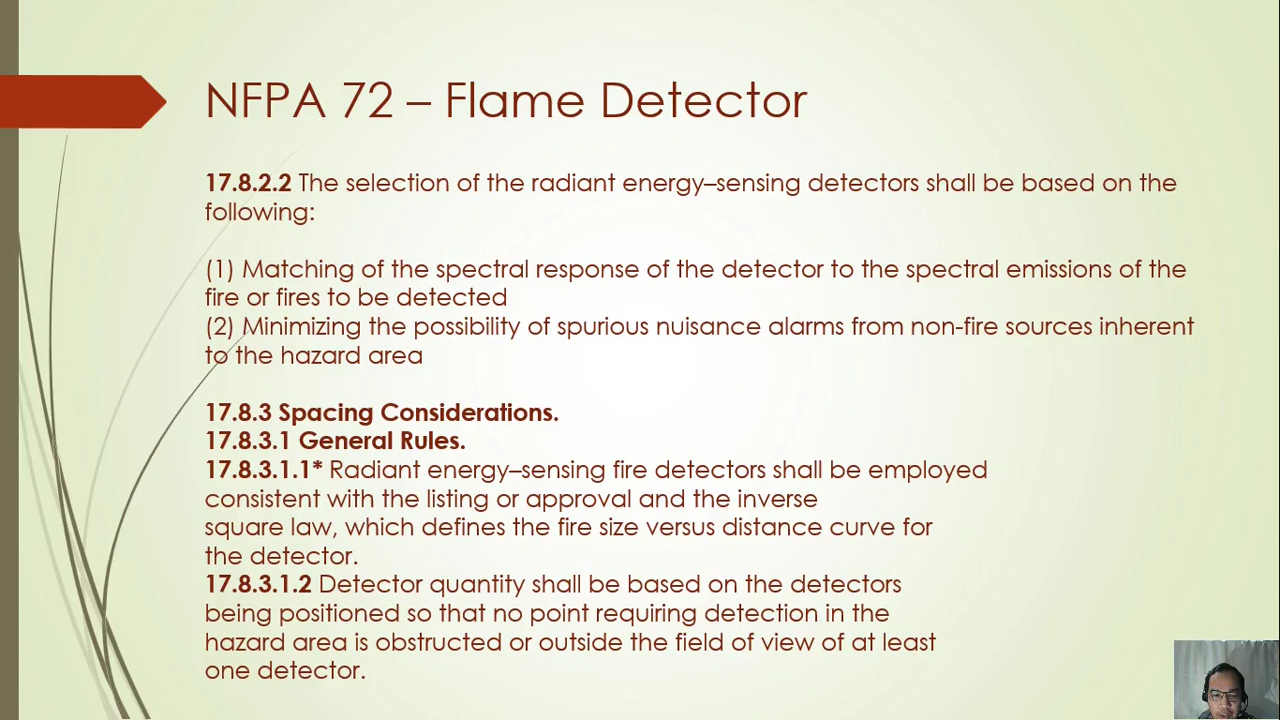 NFPA 72 – Flame Detector
17.8.2.2 The selection of the radiant energy–sensing detectors shall be based on the
following:
(1) Matching of the spectral response of the detector to the spectral emissions of the
fire or fires to be detected
(2) Minimizing the possibility of spurious nuisance alarms from non-fire sources inherent
to the hazard area
17.8.3 Spacing Considerations.
17.8.3.1 General Rules.
17.8.3.1.1* Radiant energy–sensing fire detectors shall be employed
consistent with the listing or approval and the inverse
square law, which defines the fire size versus distance curve for
the detector.
17.8.3.1.2 Detector quantity shall be based on the detectors
being positioned so that no point requiring detection in the
hazard area is obstructed or outside the field of view of at least
one detector.